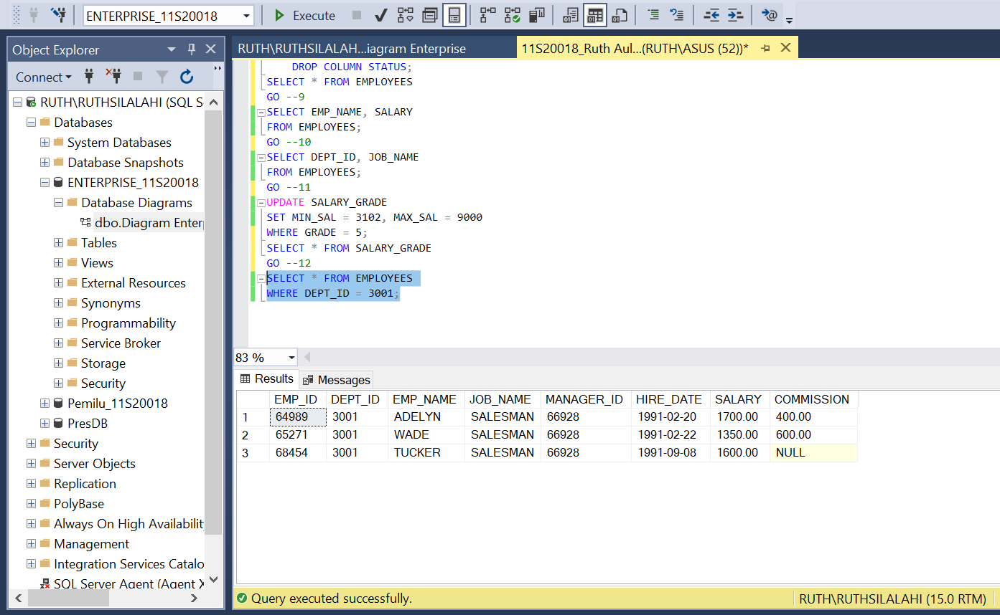 ENTERPRISE_11S20018
Execute
Object Explorer
Connect
RUTH\RUTHSILALAHI (SQL S
Databases
System Databases
Database Snapshots
ENTERPRISE_11S20018
Database Diagrams
dbo.Diagram Enter
Tables
Views
External Resources
Synonyms
Programmability
Service Broker
Storage
Security
Pemilu_11S20018
PresDB
Security
Server Objects
Replication
PolyBase
Always On High Availabilit
Management
Integration Services Catalo
SQL Server Agent (Agent X
RUTH\RUTHSILALAH...iagram Enterprise
11S20018_Ruth Aul...(RUTH\ASUS (52))*
DROP COLUMN STATUS;
SELECT * FROM EMPLOYEES
GO --9
SELECT EMP_NAME, SALARY
FROM EMPLOYEES;
GO --10
SELECT DEPT_ID, JOB_NAME
FROM EMPLOYEES;
GO --11
UPDATE SALARY_GRADE
SET MIN_SAL = 3102, MAX_SAL = 9000
WHERE GRADE = 5;
SELECT * FROM SALARY_GRADE
GO --12
SELECT * FROM EMPLOYEES
WHERE DEPT_ID = 3001;
83 %
Results Messages
EMP_ID DEPT_ID EMP_NAME JOB_NAME MANAGER_ID HIRE_DATE SALARY COMMISSION
1 64989 3001 ADELYN SALESMAN 66928 1991-02-20 1700.00 400.00
2 65271 3001 WADE SALESMAN 66928 1991-02-22 1350.00 600.00
3 68454 3001 TUCKER SALESMAN 66928 1991-09-08 1600.00 NULL
Query executed successfully.
RUTH\RUTHSILALAHI (15.0 RTM)